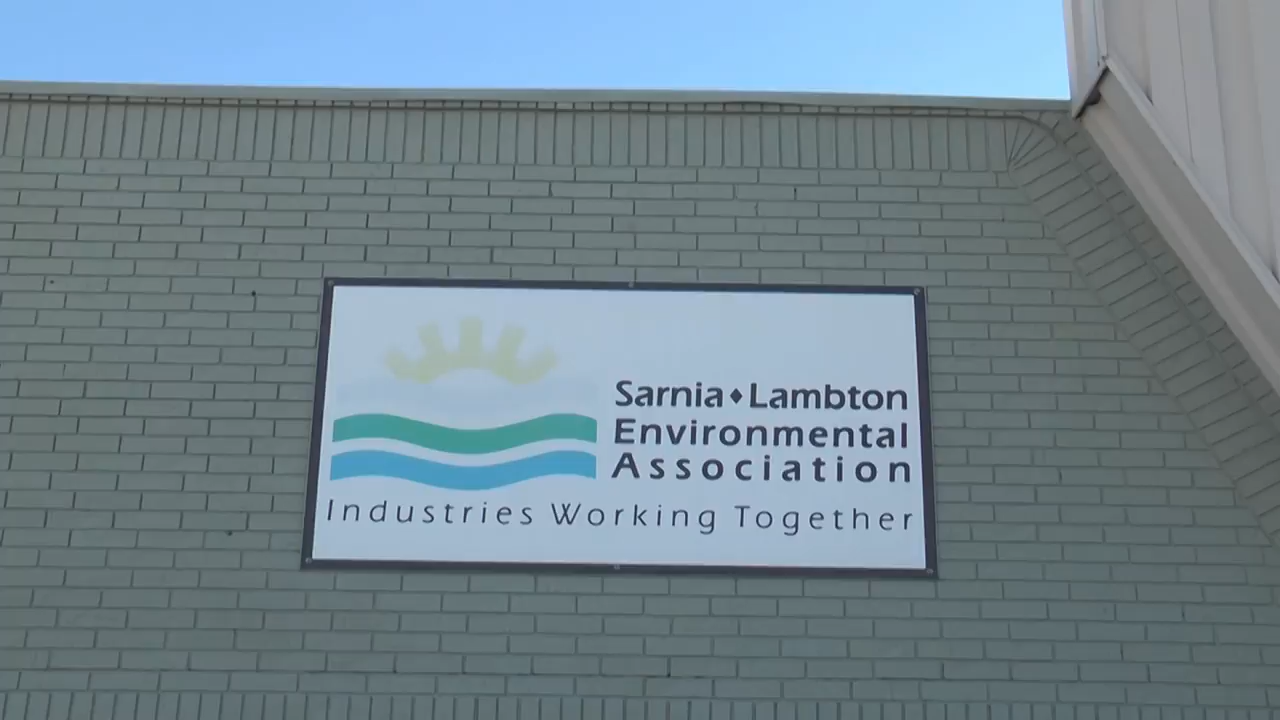 Sarnia♦Lambton
Environmental
Association
Industries Working Together